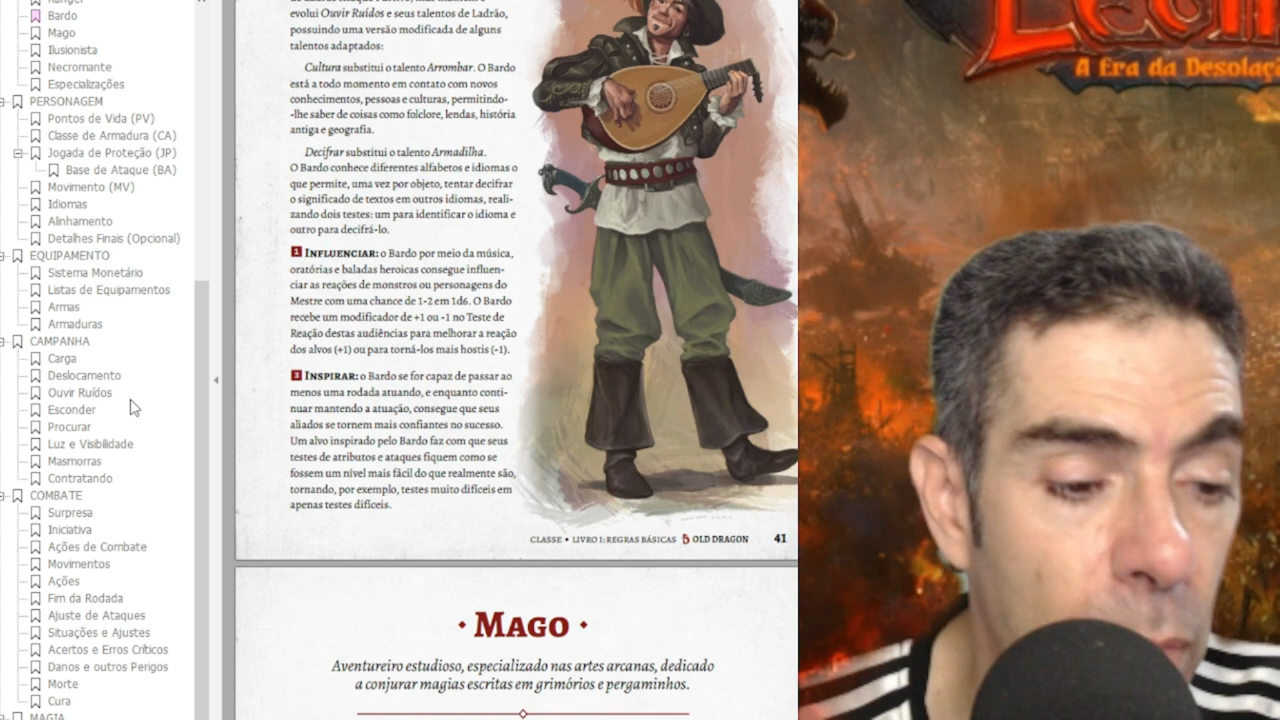 Ranger
Bardo
Mago
Ilusionista
Necromante
Especializações
PERSONAGEM
Pontos de Vida (PV)
Classe de Armadura (CA)
Jogada de Proteção (JP)
Base de Ataque (BA)
Movimento (MV)
Idiomas
Alinhamento
Detalhes Finais (Opcional)
EQUIPAMENTO
Sistema Monetário
Listas de Equipamentos
Armas
Armaduras
CAMPANHA
Carga
Deslocamento
Ouvir Ruídos
Esconder
Procurar
Luz e Visibilidade
Masmorras
Contratando
COMBATE
Surpresa
Iniciativa
Ações de Combate
Movimentos
Ações
Fim da Rodada
Ajuste de Ataques
Situações e Ajustes
Acertos e Erros Críticos
Danos e outros Perigos
Morte
Cura
MAGIA
evolui Ouvir Ruídos e seus talentos de Ladrão,
possuindo uma versão modificada de alguns
talentos adaptados:
Cultura substitui o talento Arrombar. O Bardo
está a todo momento em contato com novos
conhecimentos, pessoas e culturas, permitindo-
-lhe saber de coisas como folclore, lendas, história
antiga e geografia.
Decifrar substitui o talento Armadilha.
O Bardo conhece diferentes alfabetos e idiomas o
que permite, uma vez por objeto, tentar decifrar
o significado de textos em outros idiomas, reali-
zando dois testes: um para identificar o idioma e
outro para decifrá-lo.
1 INFLUENCIAR: o Bardo por meio da música,
oratórias e baladas heroicas consegue influen-
ciar as reações de monstros ou personagens do
Mestre com uma chance de 1-2 em 1d6. O Bardo
recebe um modificador de +1 ou -1 no Teste de
Reação destas audiências para melhorar a reação
dos alvos (+1) ou para torná-los mais hostis (-1).
3 INSPIRAR: o Bardo se for capaz de passar ao
menos uma rodada atuando, e enquanto conti-
nuar mantendo a atuação, consegue que seus
aliados se tornem mais confiantes no sucesso.
Um alvo inspirado pelo Bardo faz com que seus
testes de atributos e ataques fiquem como se
fossem um nível mais fácil do que realmente são,
tornando, por exemplo, testes muito difíceis em
apenas testes difíceis.
CLASSE • LIVRO I: REGRAS BÁSICAS OLD DRAGON 41
MAGO
Aventureiro estudioso, especializado nas artes arcanas, dedicado
a conjurar magias escritas em grimórios e pergaminhos.
A Era da Desolaç